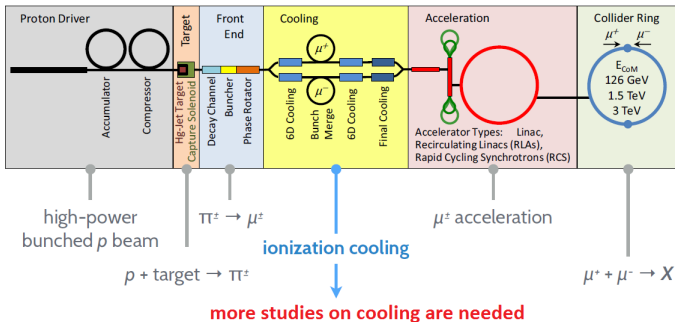 Proton Driver
Accumulator
Compressor
Target
Hg-Jet Target
Capture Solenoid
Front
End
Decay Channel
Buncher
Phase Rotator
Cooling
μ⁺
μ⁻
6D Cooling
Bunch
Merge
6D Cooling
Final Cooling
Acceleration
Accelerator Types: Linac,
Recirculating Linacs (RLAs),
Rapid Cycling Synchrotrons (RCS)
Collider Ring
μ⁺ μ⁻
E_CoM
126 GeV
1.5 TeV
3 TeV
high-power
bunched p beam
p + target → π±
π± → μ±
ionization cooling
μ± acceleration
μ⁺ + μ⁻ → X
more studies on cooling are needed